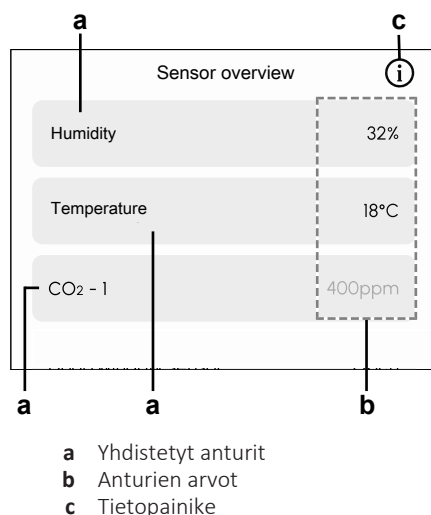 a c
Sensor overview
Humidity 32%
Temperature 18°C
CO₂ - 1 400ppm
a a b
a Yhdistetyt anturit
b Anturien arvot
c Tietopainike